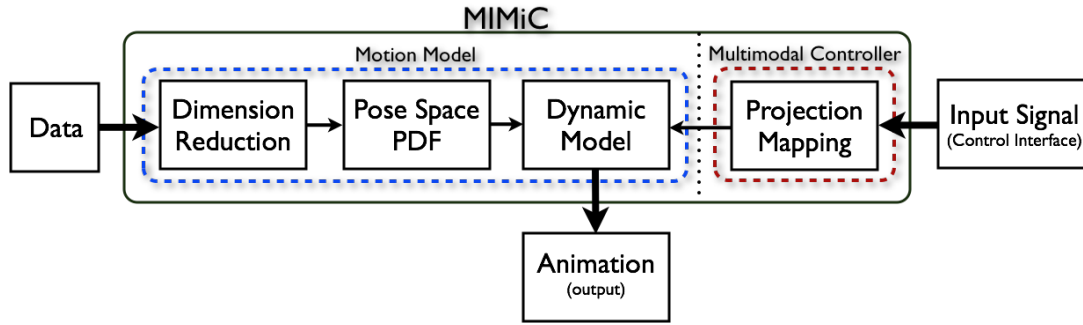 MIMiC
Motion Model
Multimodal Controller
Data
Dimension
Reduction
Pose Space
PDF
Dynamic
Model
Projection
Mapping
Input Signal
(Control Interface)
Animation
(output)